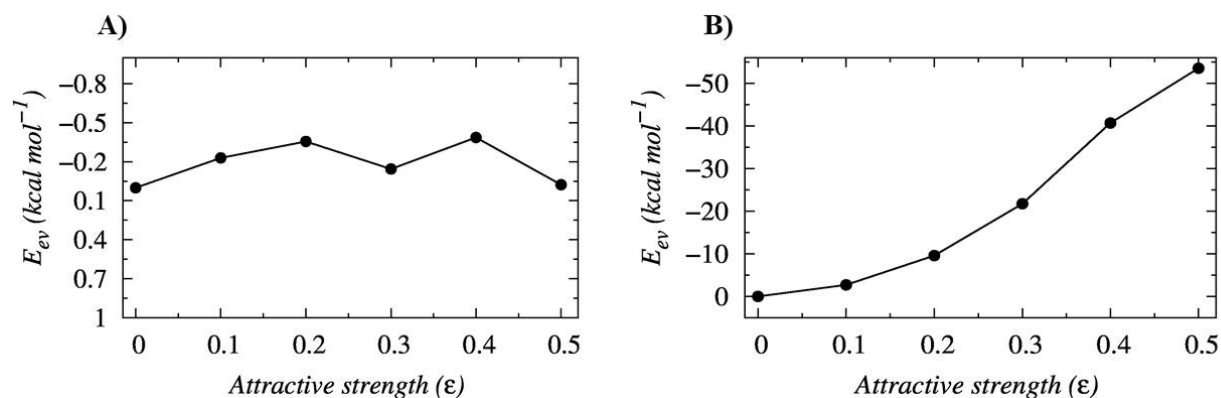 A)
E_ev (kcal mol⁻¹)
−0.8
−0.5
−0.2
0.1
0.4
0.7
1
0 0.1 0.2 0.3 0.4 0.5
Attractive strength (ε)
B)
E_ev (kcal mol⁻¹)
−50
−40
−30
−20
−10
0
0 0.1 0.2 0.3 0.4 0.5
Attractive strength (ε)